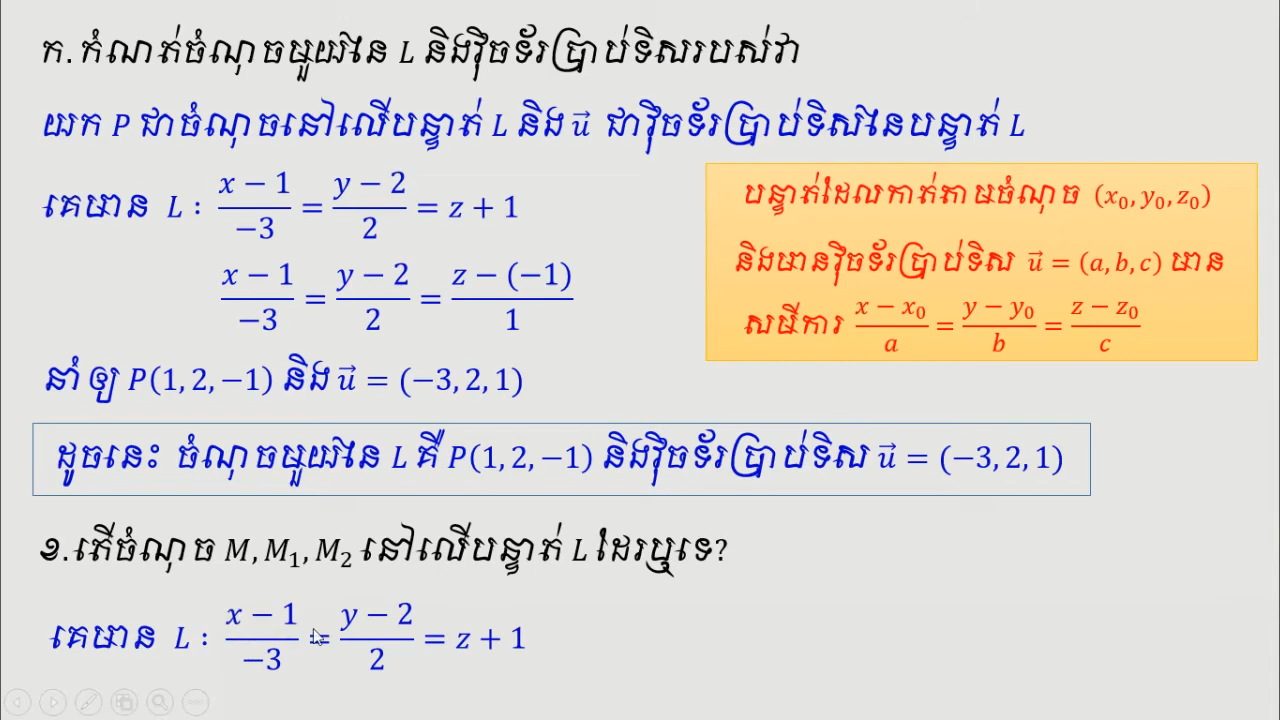 ក.កំណត់ចំណុចមួយនៃ L និងវ៉ិចទ័រប្រាប់ទិសរបស់វា
យក P ជាចំណុចនៅលើបន្ទាត់ L និង u⃗ ជាវ៉ិចទ័រប្រាប់ទិសនៃបន្ទាត់ L
គេមាន L : (x − 1)/(−3) = (y − 2)/2 = z + 1
(x − 1)/(−3) = (y − 2)/2 = (z − (−1))/1
នាំឲ្យ P(1, 2, −1) និង u⃗ = (−3, 2, 1)
បន្ទាត់ដែលកាត់តាមចំណុច (x₀, y₀, z₀)
និងមានវ៉ិចទ័រប្រាប់ទិស u⃗ = (a, b, c) មាន
សមីការ (x − x₀)/a = (y − y₀)/b = (z − z₀)/c
ដូចនេះ ចំណុចមួយនៃ L គឺ P(1, 2, −1) និងវ៉ិចទ័រប្រាប់ទិស u⃗ = (−3, 2, 1)
ខ.តើចំណុច M, M₁, M₂ នៅលើបន្ទាត់ L ដែរឬទេ?
គេមាន L : (x − 1)/(−3) = (y − 2)/2 = z + 1